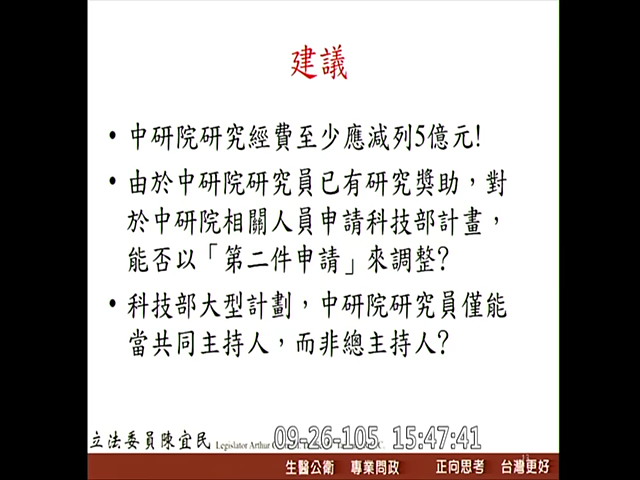 建議
• 中研院研究經費至少應減列5億元!
• 由於中研院研究員已有研究獎助，對
於中研院相關人員申請科技部計畫，
能否以「第二件申請」來調整?
• 科技部大型計劃，中研院研究員僅能
當共同主持人，而非總主持人?
立法委員陳宜民 Legislator Arthur
09-26-105 15:47:41
生醫公衛 專業問政 正向思考 台灣更好